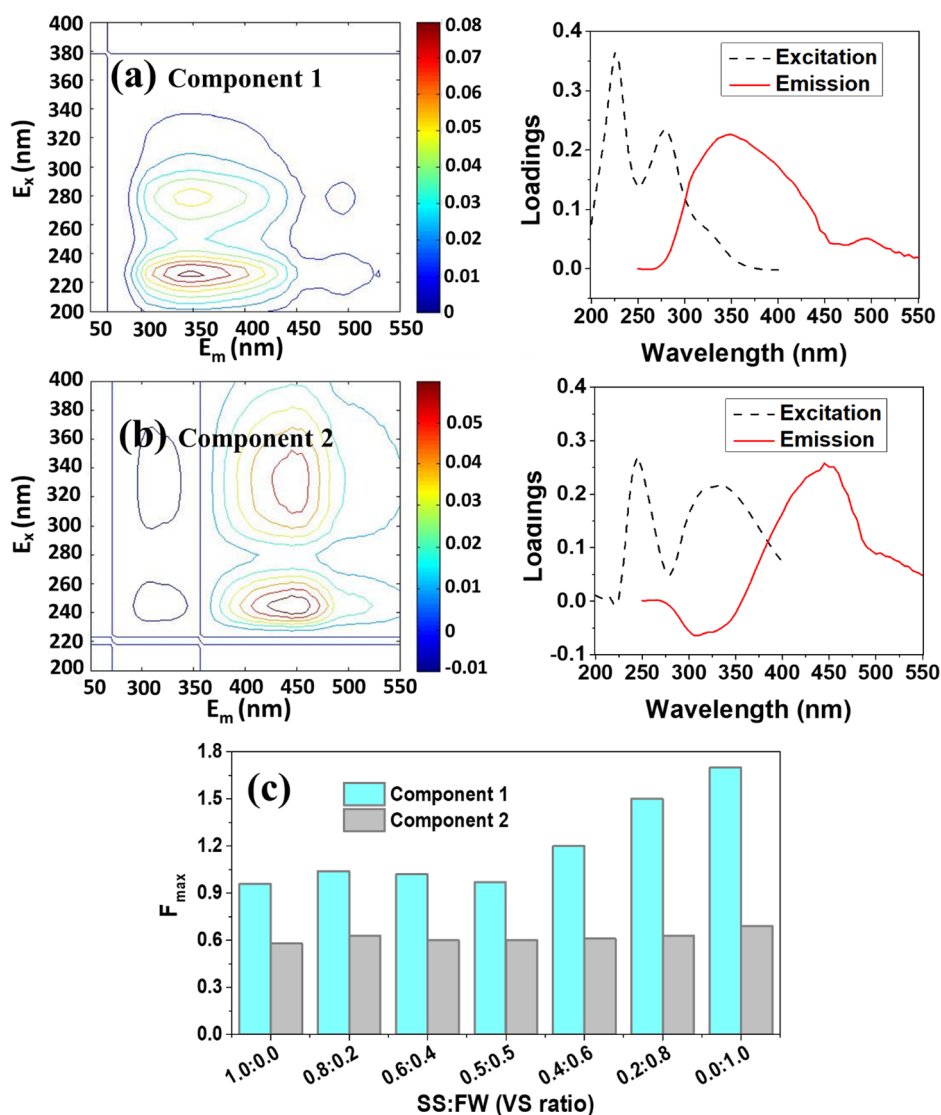 (a) Component 1
400
380
360
340
320
300
280
260
240
220
200
Ex (nm)
50 300 350 400 450 500 550
Em (nm)
0.08
0.07
0.06
0.05
0.04
0.03
0.02
0.01
0
Excitation
Emission
0.4
0.3
0.2
0.1
0.0
Loadings
200 250 300 350 400 450 500 550
Wavelength (nm)
(b) Component 2
400
380
360
340
320
300
280
260
240
220
200
Ex (nm)
50 300 350 400 450 500 550
Em (nm)
0.05
0.04
0.03
0.02
0.01
0
-0.01
Excitation
Emission
0.4
0.3
0.2
0.1
0.0
-0.1
Loadings
200 250 300 350 400 450 500 550
Wavelength (nm)
(c)
Component 1
Component 2
1.8
1.5
1.2
0.9
0.6
0.3
0.0
Fmax
1.0:0.0 0.8:0.2 0.6:0.4 0.5:0.5 0.4:0.6 0.2:0.8 0.0:1.0
SS:FW (VS ratio)